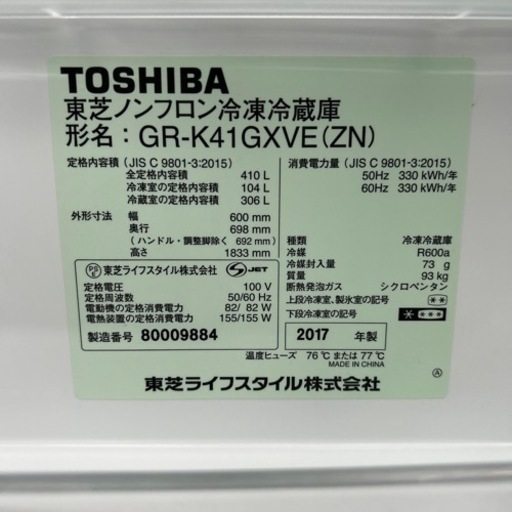 TOSHIBA
東芝ノンフロン冷凍冷蔵庫
形名：GR-K41GXVE(ZN)
定格内容積（JIS C 9801-3:2015）
全定格内容積 410 L
冷凍室の定格内容積 104 L
冷蔵室の定格内容積 306 L
外形寸法 幅 600 mm
奥行 698 mm
（ハンドル・調整脚除く 692 mm）
高さ 1833 mm
消費電力量（JIS C 9801-3:2015）
50Hz 330 kWh/年
60Hz 330 kWh/年
種類 冷凍冷蔵庫
冷媒 R600a
冷媒封入量 73 g
質量 93 kg
断熱発泡ガス シクロペンタン
上段冷凍室、製氷室の記号 **
下段冷凍室の記号 ****
PSE 東芝ライフスタイル株式会社 JET
定格電圧 100 V
定格周波数 50/60 Hz
電動機の定格消費電力 82/ 82 W
電熱装置の定格消費電力 155/155 W
製造番号 80009884
2017 年製
温度ヒューズ 76℃ または 77℃
MADE IN CHINA
東芝ライフスタイル株式会社
Ⓐ